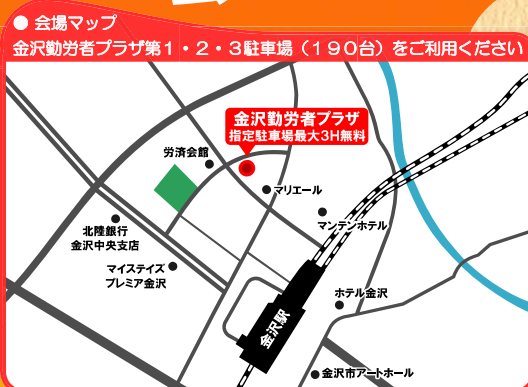 ● 会場マップ
金沢勤労者プラザ第１・２・３駐車場（１９０台）をご利用ください
金沢勤労者プラザ
指定駐車場最大3H無料
労済会館
マリエール
マンテンホテル
北陸銀行
金沢中央支店
マイステイズ
プレミア金沢
ホテル金沢
金沢駅
金沢市アートホール